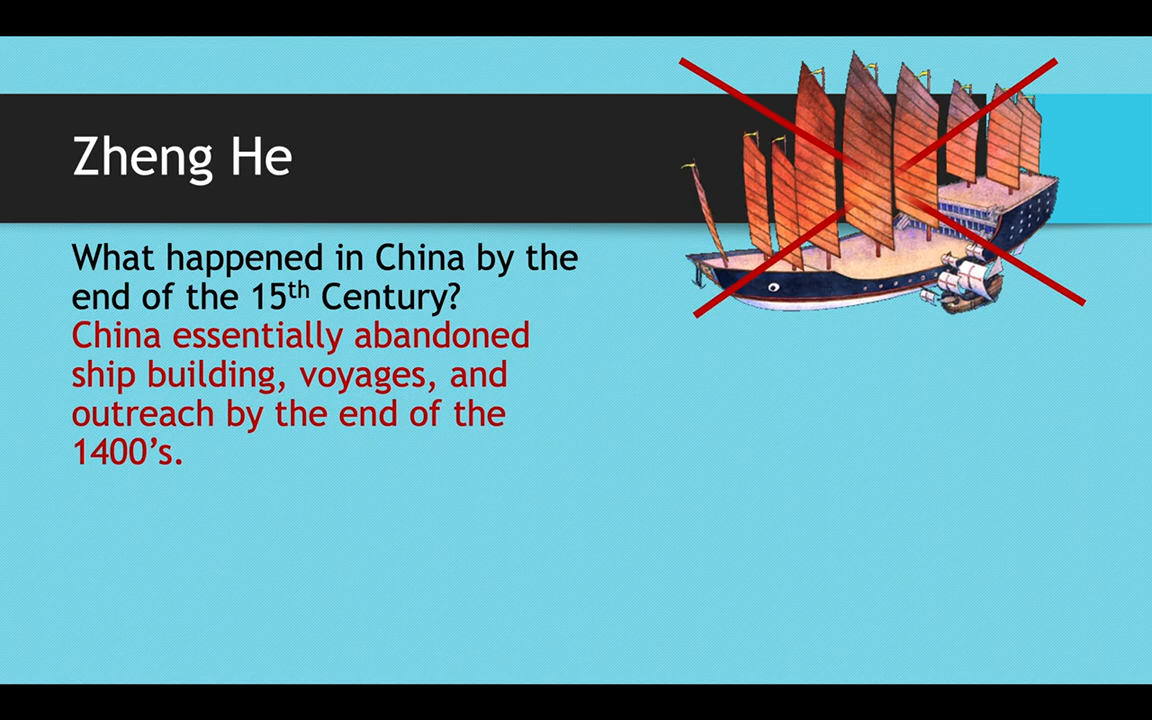 Zheng He
What happened in China by the
end of the 15th Century?
China essentially abandoned
ship building, voyages, and
outreach by the end of the
1400’s.